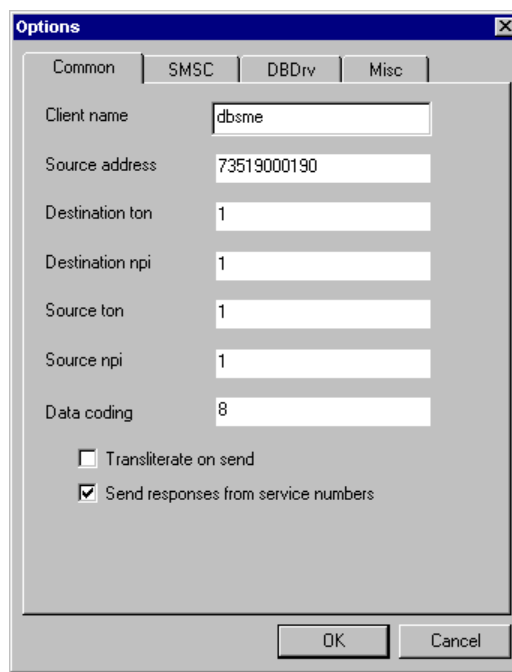 Options
Common SMSC DBDrv Misc
Client name dbsme
Source address 73519000190
Destination ton 1
Destination npi 1
Source ton 1
Source npi 1
Data coding 8
Transliterate on send
Send responses from service numbers
OK Cancel